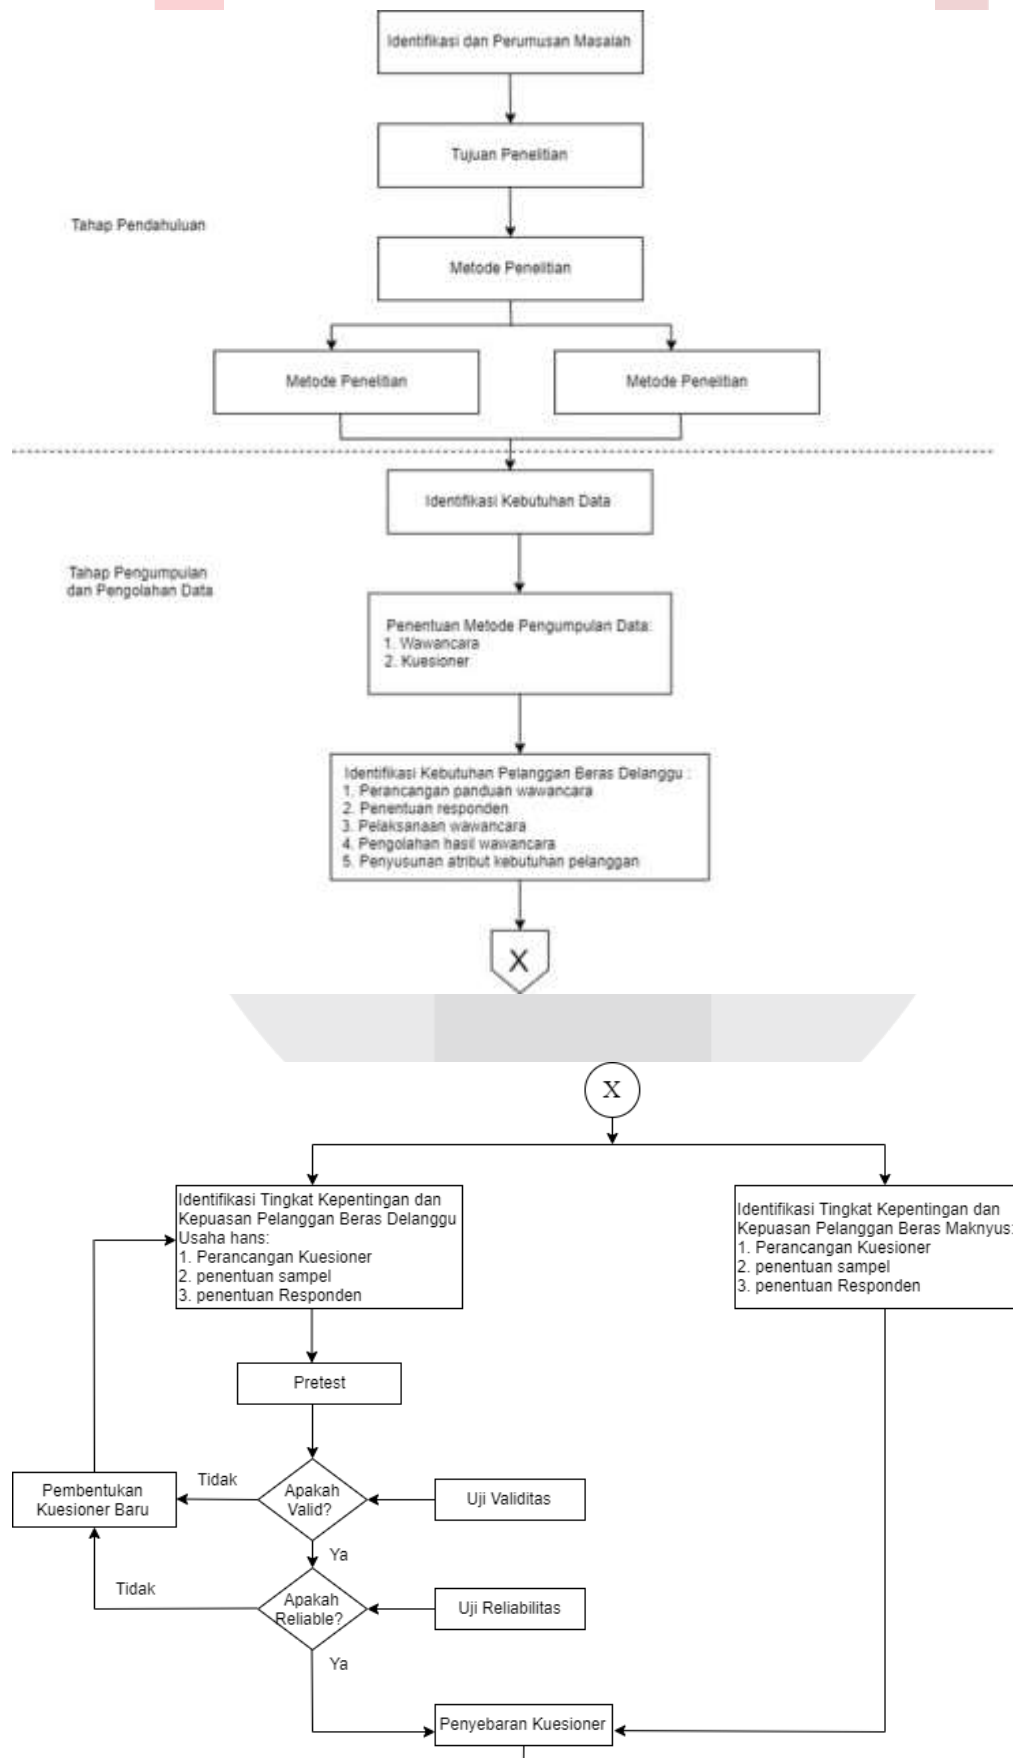 Identifikasi dan Perumusan Masalah
Tujuan Penelitian
Tahap Pendahuluan
Metode Penelitian
Metode Penelitian
Metode Penelitian
Identifikasi Kebutuhan Data
Tahap Pengumpulan
dan Pengolahan Data
Penentuan Metode Pengumpulan Data:
1. Wawancara
2. Kuesioner
Identifikasi Kebutuhan Pelanggan Beras Delanggu :
1. Perancangan panduan wawancara
2. Penentuan responden
3. Pelaksanaan wawancara
4. Pengolahan hasil wawancara
5. Penyusunan atribut kebutuhan pelanggan
X
X
Identifikasi Tingkat Kepentingan dan
Kepuasan Pelanggan Beras Delanggu
Usaha hans:
1. Perancangan Kuesioner
2. penentuan sampel
3. penentuan Responden
Identifikasi Tingkat Kepentingan dan
Kepuasan Pelanggan Beras Maknyus:
1. Perancangan Kuesioner
2. penentuan sampel
3. penentuan Responden
Pretest
Tidak
Pembentukan
Kuesioner Baru
Apakah
Valid?
Uji Validitas
Ya
Tidak
Apakah
Reliable?
Uji Reliabilitas
Ya
Penyebaran Kuesioner